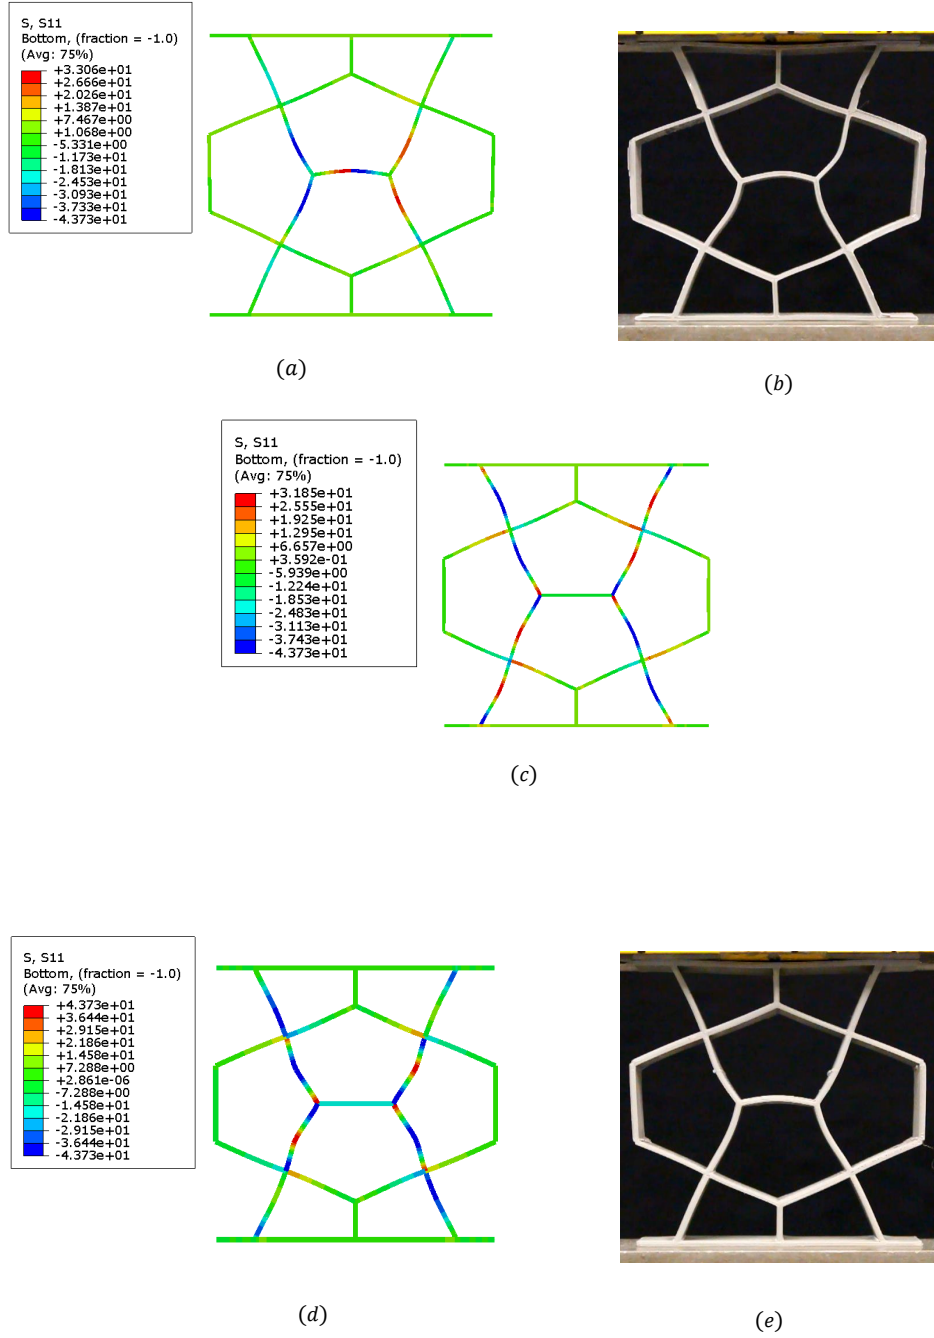 S, S11
Bottom, (fraction = -1.0)
(Avg: 75%)
+3.306e+01
+2.666e+01
+2.026e+01
+1.387e+01
+7.467e+00
+1.068e+00
-5.331e+00
-1.173e+01
-1.813e+01
-2.453e+01
-3.093e+01
-3.733e+01
-4.373e+01
(a)
(b)
S, S11
Bottom, (fraction = -1.0)
(Avg: 75%)
+3.185e+01
+2.555e+01
+1.925e+01
+1.295e+01
+6.657e+00
+3.592e-01
-5.939e+00
-1.224e+01
-1.853e+01
-2.483e+01
-3.113e+01
-3.743e+01
-4.373e+01
(c)
S, S11
Bottom, (fraction = -1.0)
(Avg: 75%)
+4.373e+01
+3.644e+01
+2.915e+01
+2.186e+01
+1.458e+01
+7.288e+00
+2.861e-06
-7.288e+00
-1.458e+01
-2.186e+01
-2.915e+01
-3.644e+01
-4.373e+01
(d)
(e)